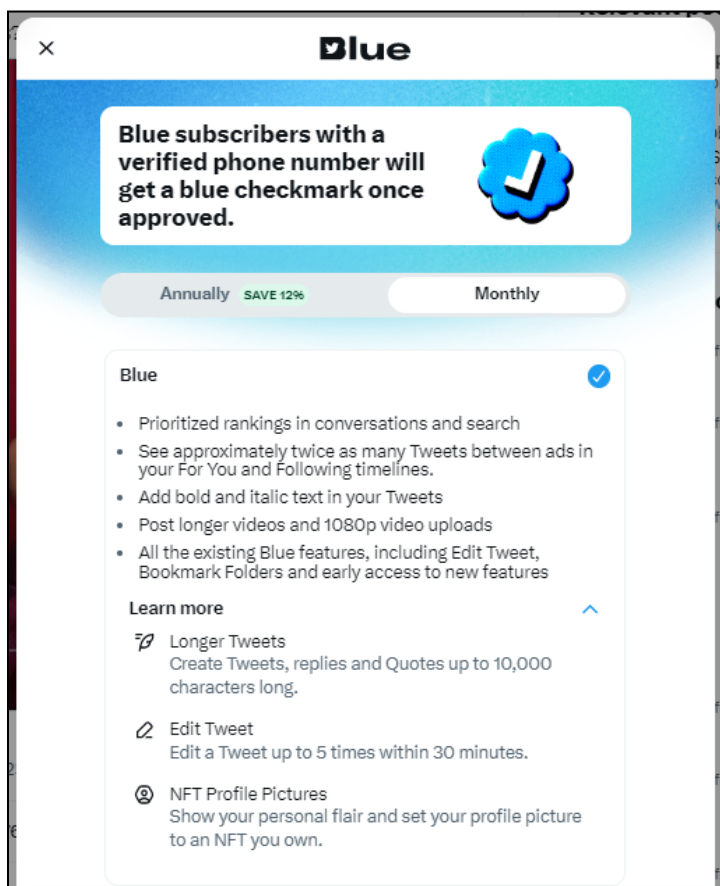 Blue
Blue subscribers with a
verified phone number will
get a blue checkmark once
approved.
Annually SAVE 12% Monthly
Blue
• Prioritized rankings in conversations and search
• See approximately twice as many Tweets between ads in
your For You and Following timelines.
• Add bold and italic text in your Tweets
• Post longer videos and 1080p video uploads
• All the existing Blue features, including Edit Tweet,
Bookmark Folders and early access to new features
Learn more
Longer Tweets
Create Tweets, replies and Quotes up to 10,000
characters long.
Edit Tweet
Edit a Tweet up to 5 times within 30 minutes.
NFT Profile Pictures
Show your personal flair and set your profile picture
to an NFT you own.